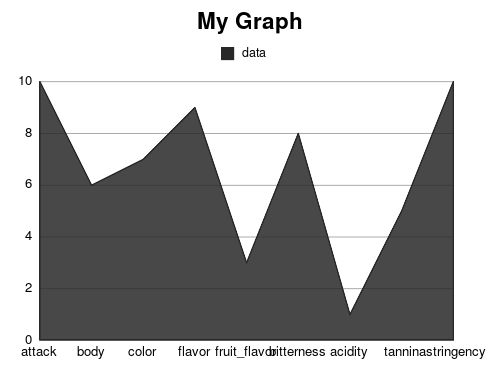 My Graph
data
10
8
6
4
2
0
attack body color flavor fruit_flavor bitterness acidity tannin astringency